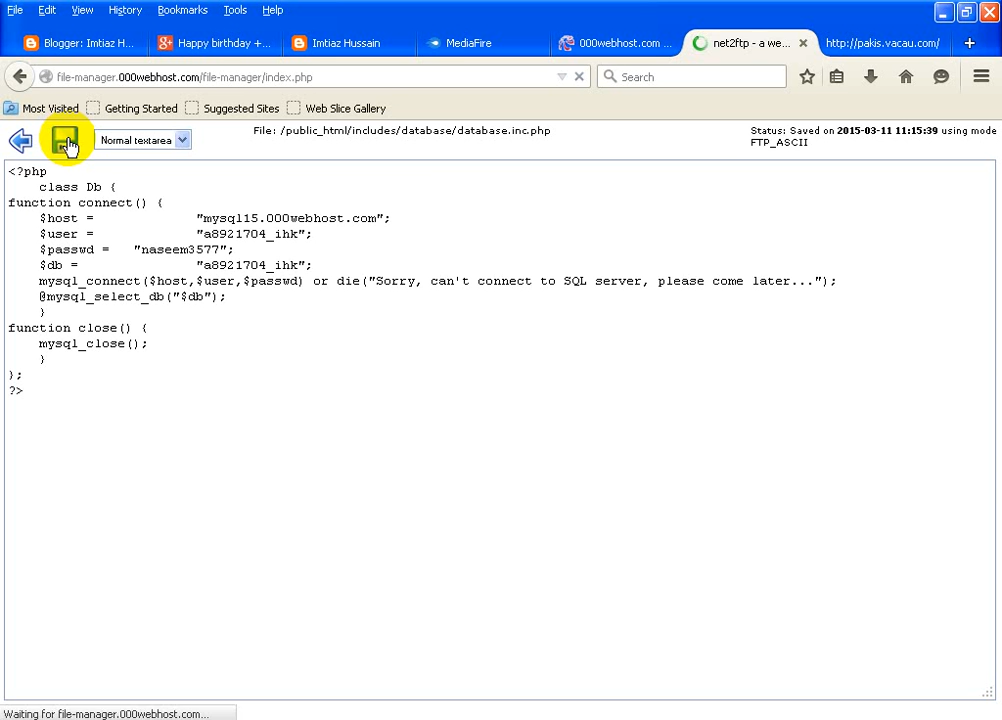 File Edit View History Bookmarks Tools Help
Blogger: Imtiaz H... Happy birthday +... Imtiaz Hussain MediaFire 000webhost.com ... net2ftp - a we... http://pakis.vacau.com/
file-manager.000webhost.com/file-manager/index.php Search
Most Visited Getting Started Suggested Sites Web Slice Gallery
Normal textarea File: /public_html/includes/database/database.inc.php Status: Saved on 2015-03-11 11:15:39 using mode
FTP_ASCII
<?php
class Db {
function connect() {
$host = "mysql15.000webhost.com";
$user = "a8921704_ihk";
$passwd = "naseem3577";
$db = "a8921704_ihk";
mysql_connect($host,$user,$passwd) or die("Sorry, can't connect to SQL server, please come later...");
@mysql_select_db("$db");
}
function close() {
mysql_close();
}
};
?>
Waiting for file-manager.000webhost.com...